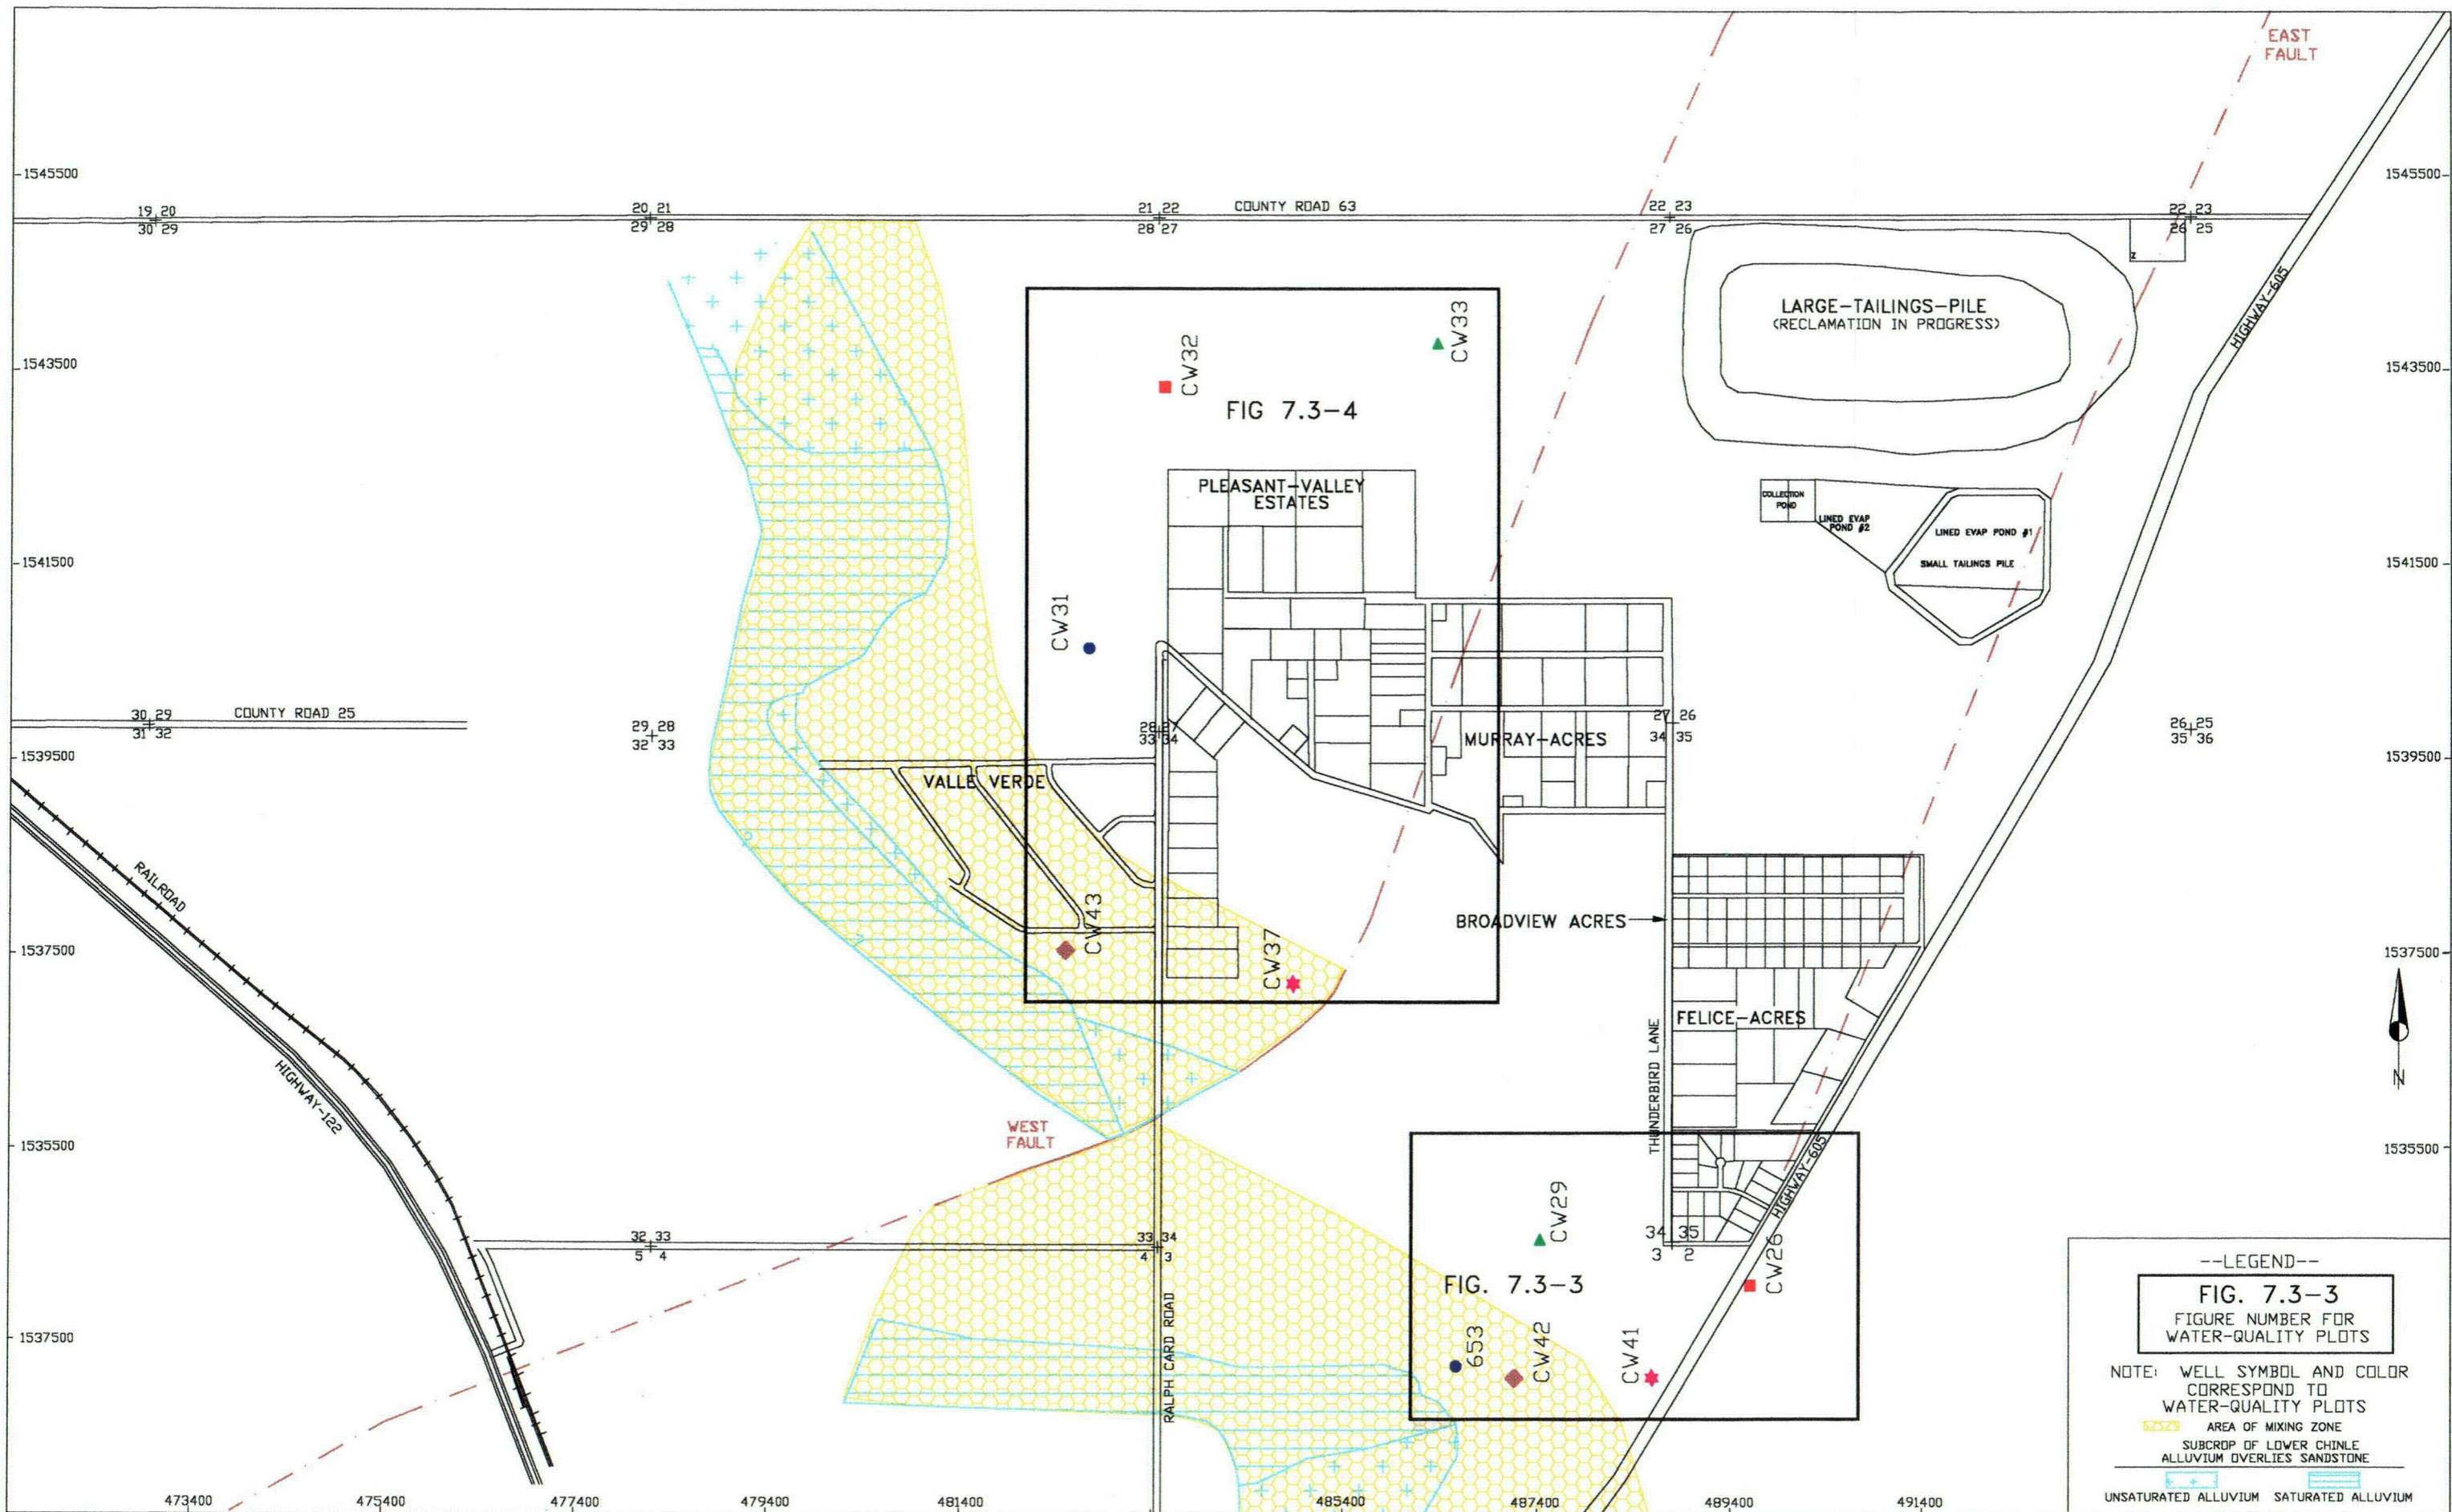 EAST
FAULT
1545500
1545500
19 20
30 29
20 21
29 28
21 22
28 27
COUNTY ROAD 63
22 23
27 26
22 23
26 25
z
HIGHWAY-605
LARGE-TAILINGS-PILE
(RECLAMATION IN PROGRESS)
CW33
CW32
1543500
1543500
FIG 7.3-4
PLEASANT-VALLEY
ESTATES
COLLECTION
POND
LINED EVAP
POND #2
LINED EVAP POND #1
SMALL TAILINGS PILE
1541500
1541500
CW31
30 29
31 32
COUNTY ROAD 25
29 28
32 33
28 27
33 34
27 26
34 35
26 25
35 36
MURRAY-ACRES
1539500
1539500
VALLE VERDE
RAILROAD
CW43
BROADVIEW ACRES
1537500
1537500
CW37
FELICE-ACRES
THUNDERBIRD LANE
N
HIGHWAY-122
WEST
FAULT
1535500
1535500
HIGHWAY-605
CW29
32 33
5 4
33 34
4 3
34 35
3 2
CW26
FIG. 7.3-3
RALPH CARD ROAD
1537500
653
CW42
CW41
--LEGEND--
FIG. 7.3-3
FIGURE NUMBER FOR
WATER-QUALITY PLOTS
NOTE: WELL SYMBOL AND COLOR
CORRESPOND TO
WATER-QUALITY PLOTS
AREA OF MIXING ZONE
SUBCROP OF LOWER CHINLE
ALLUVIUM OVERLIES SANDSTONE
UNSATURATED ALLUVIUM SATURATED ALLUVIUM
473400
475400
477400
479400
481400
485400
487400
489400
491400